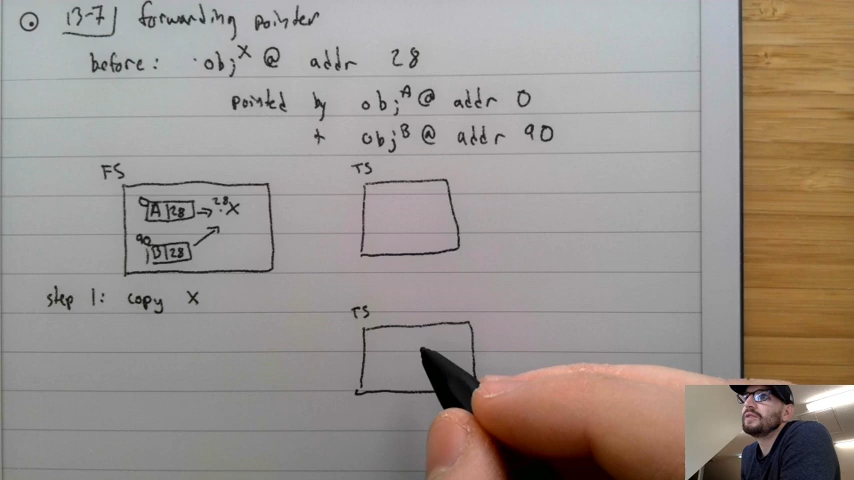 ⊙ 13-7 forwarding pointer
before: obj^X @ addr 28
pointed by obj^A @ addr 0
+ obj^B @ addr 90
FS TS
0 A 28 → 28: X
90 B 28
step 1: copy X
TS